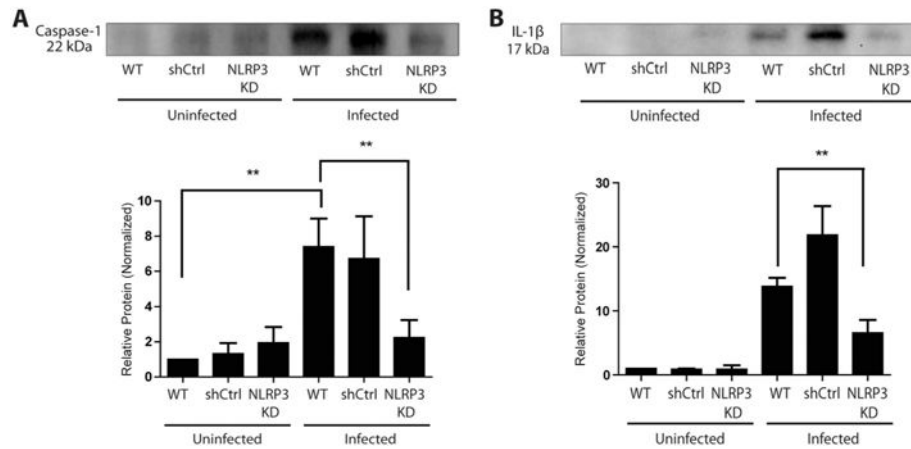 A
Caspase-1
22 kDa
WT shCtrl NLRP3 KD WT shCtrl NLRP3 KD
Uninfected Infected
** **
Relative Protein (Normalized)
10
8
6
4
2
0
WT shCtrl NLRP3 KD WT shCtrl NLRP3 KD
Uninfected Infected
B
IL-1β
17 kDa
WT shCtrl NLRP3 KD WT shCtrl NLRP3 KD
Uninfected Infected
**
Relative Protein (Normalized)
30
20
10
0
WT shCtrl NLRP3 KD WT shCtrl NLRP3 KD
Uninfected Infected